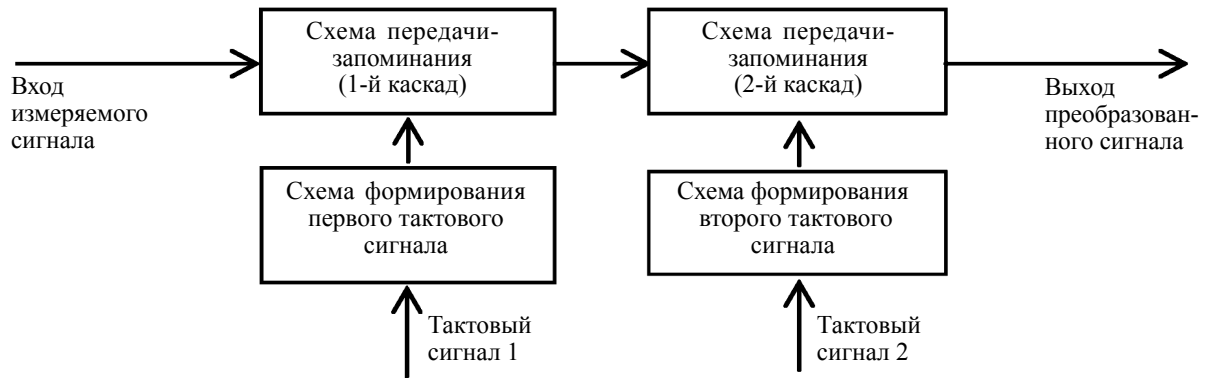 Схема передачи-
запоминания
(1-й каскад)
Схема передачи-
запоминания
(2-й каскад)
Вход
измеряемого
сигнала
Выход
преобразован-
ного сигнала
Схема формирования
первого тактового
сигнала
Схема формирования
второго тактового
сигнала
Тактовый
сигнал 1
Тактовый
сигнал 2